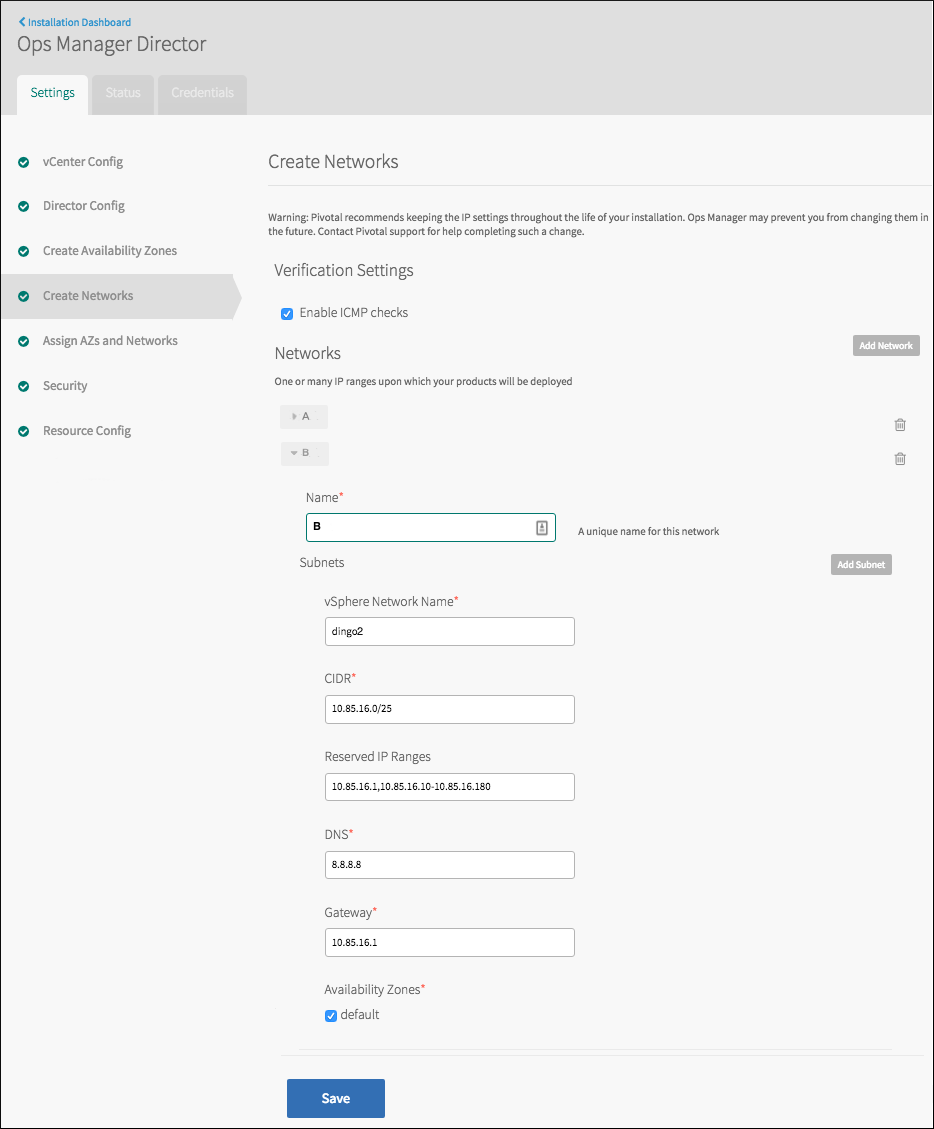 Installation Dashboard
Ops Manager Director
Settings
Status
Credentials
vCenter Config
Director Config
Create Availability Zones
Create Networks
Assign AZs and Networks
Security
Resource Config
Create Networks
Warning: Pivotal recommends keeping the IP settings throughout the life of your installation. Ops Manager may prevent you from changing them in
the future. Contact Pivotal support for help completing such a change.
Verification Settings
Enable ICMP checks
Networks
Add Network
One or many IP ranges upon which your products will be deployed
A
B
Name*
B
A unique name for this network
Subnets
Add Subnet
vSphere Network Name*
dingo2
CIDR*
10.85.16.0/25
Reserved IP Ranges
10.85.16.1,10.85.16.10-10.85.16.180
DNS*
8.8.8.8
Gateway*
10.85.16.1
Availability Zones*
default
Save